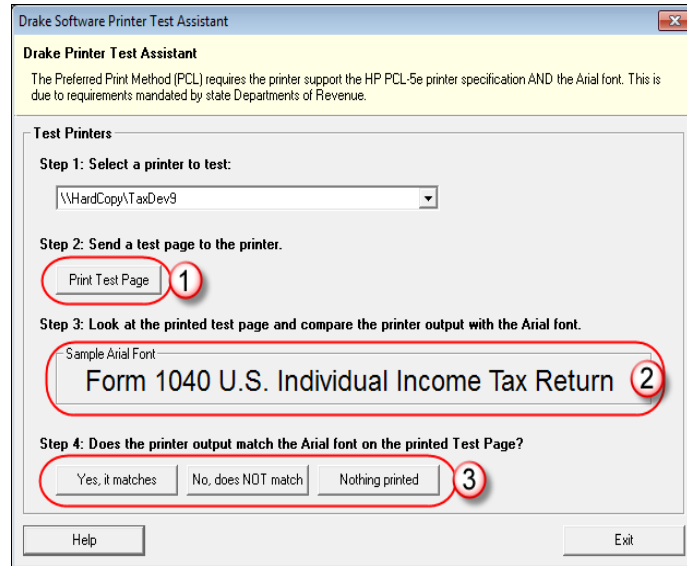 Drake Software Printer Test Assistant
Drake Printer Test Assistant
The Preferred Print Method (PCL) requires the printer support the HP PCL-5e printer specification AND the Arial font. This is
due to requirements mandated by state Departments of Revenue.
Test Printers
Step 1: Select a printer to test:
\\HardCopy\TaxDev9
Step 2: Send a test page to the printer.
Print Test Page
1
Step 3: Look at the printed test page and compare the printer output with the Arial font.
Sample Arial Font
Form 1040 U.S. Individual Income Tax Return
2
Step 4: Does the printer output match the Arial font on the printed Test Page?
Yes, it matches No, does NOT match Nothing printed
3
Help Exit